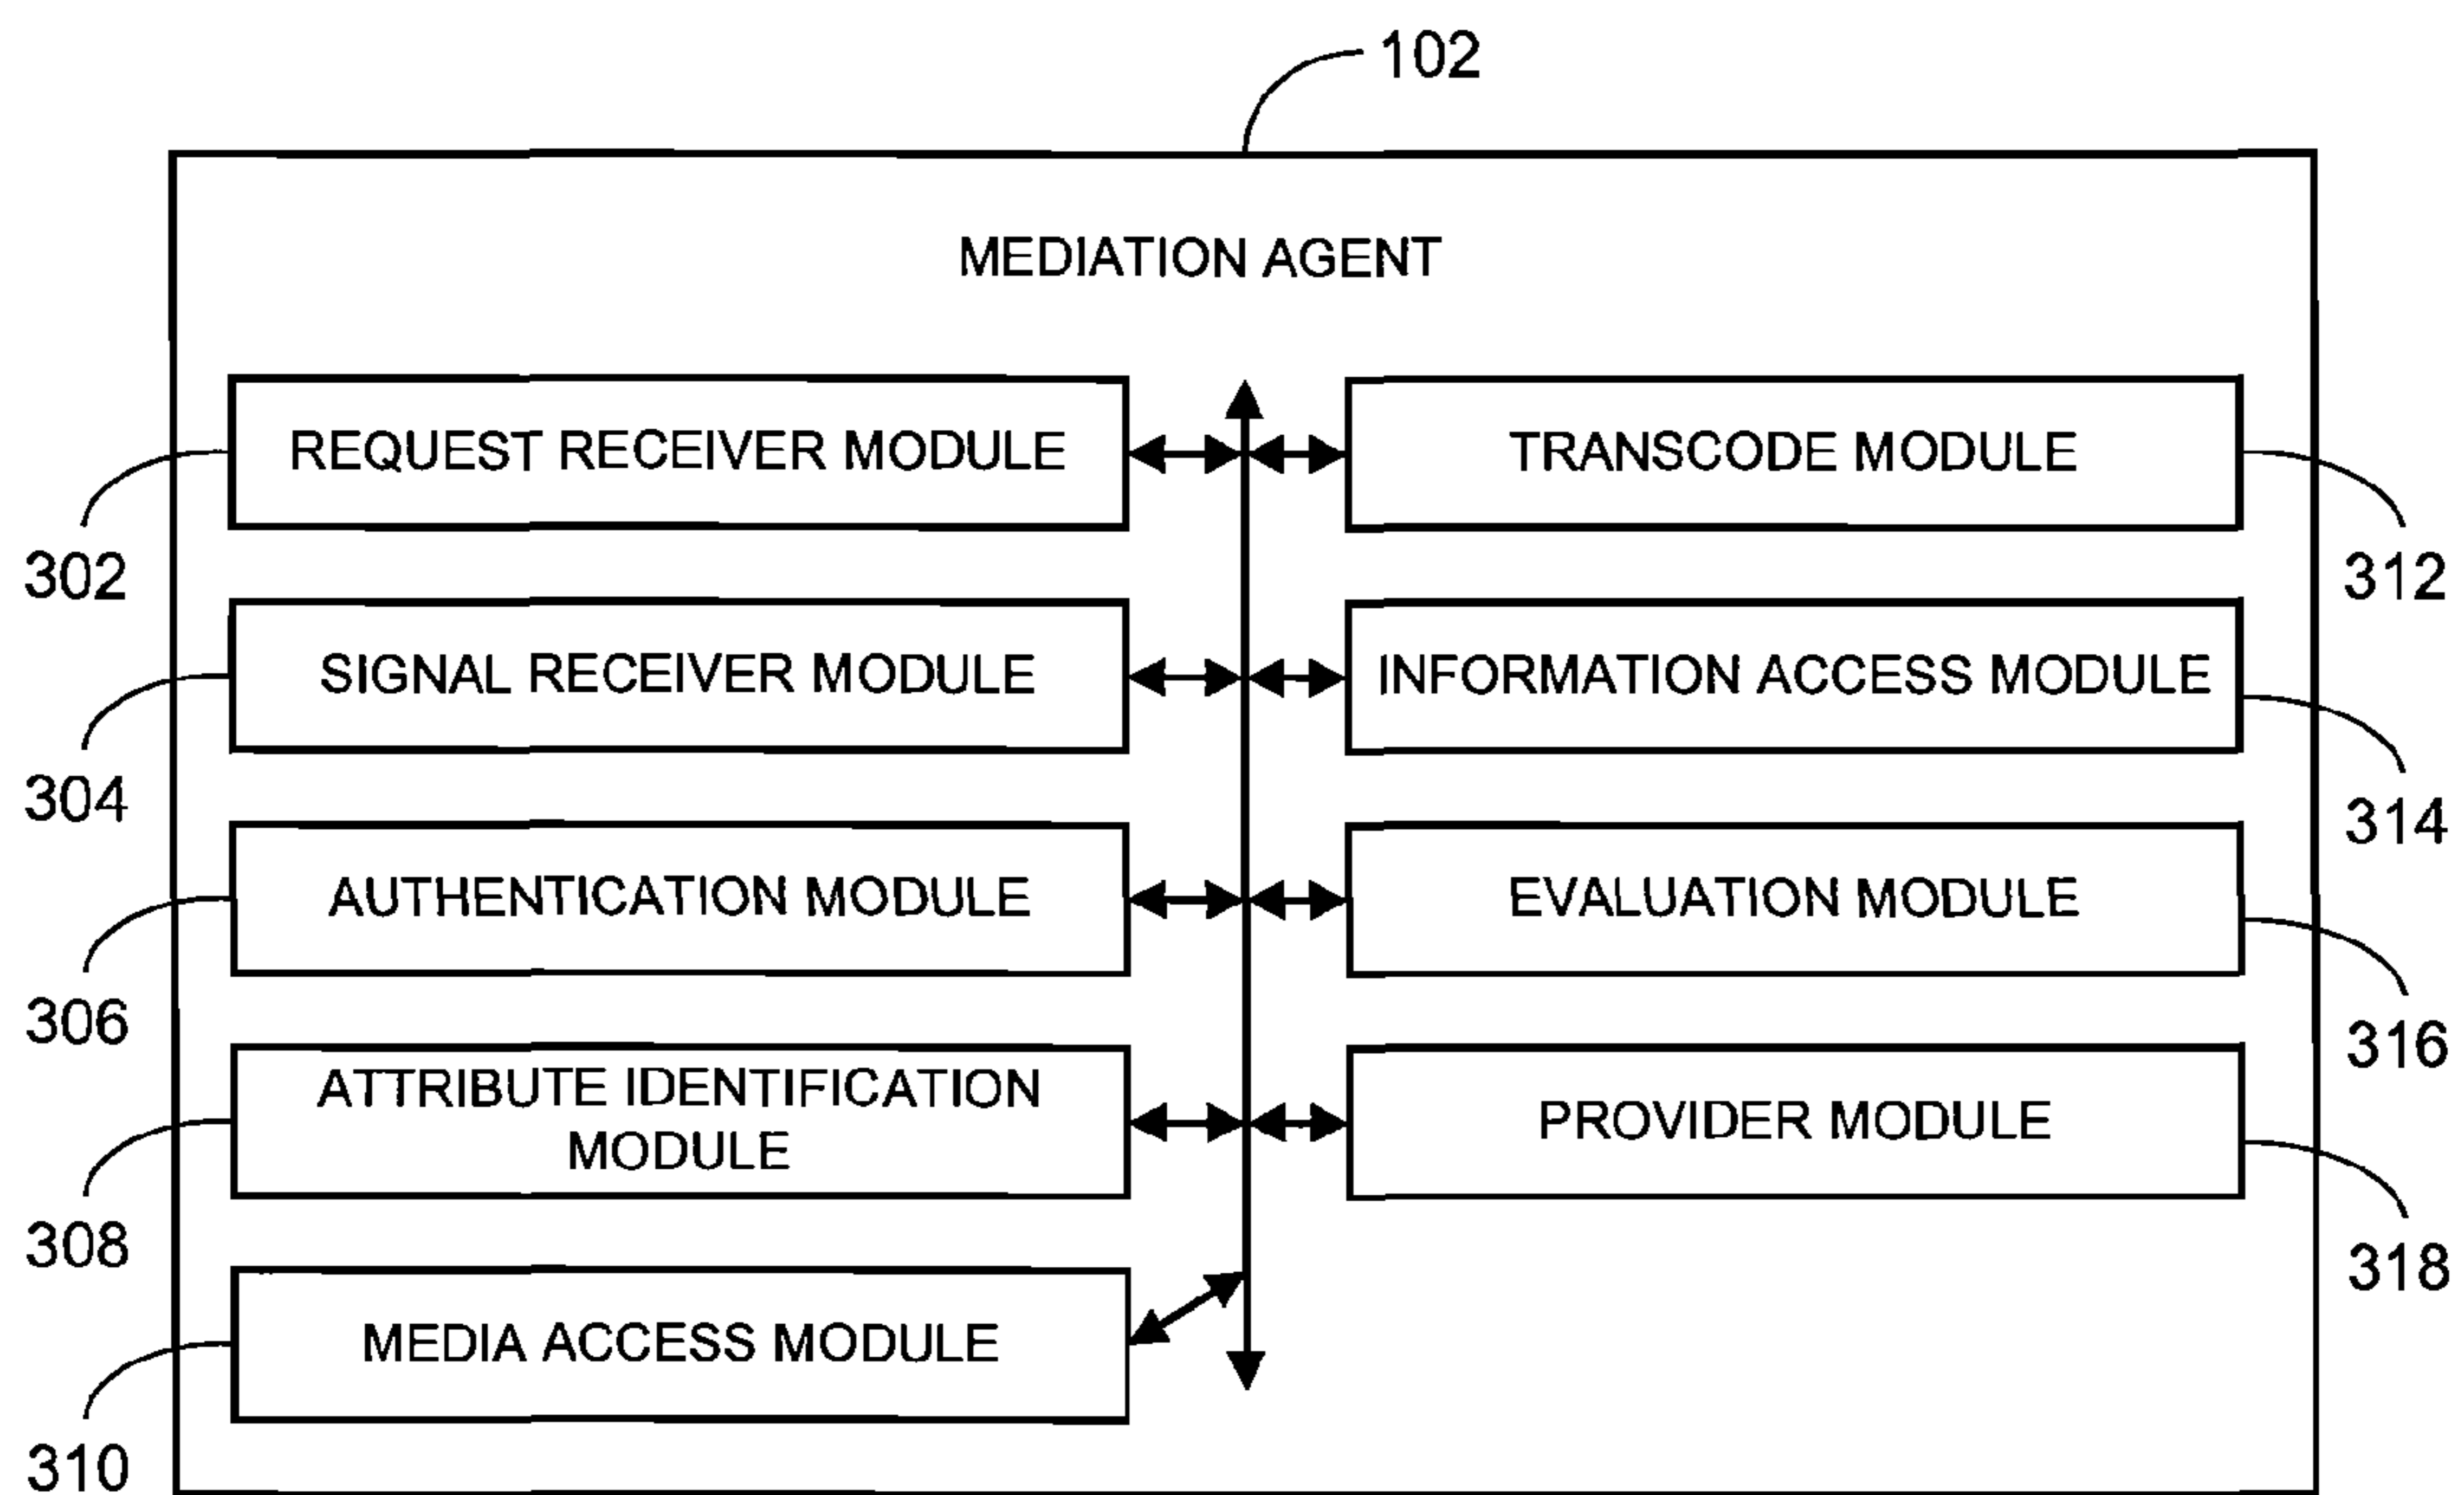 102
MEDIATION AGENT
REQUEST RECEIVER MODULE
302
SIGNAL RECEIVER MODULE
304
AUTHENTICATION MODULE
306
ATTRIBUTE IDENTIFICATION
MODULE
308
MEDIA ACCESS MODULE
310
TRANSCODE MODULE
312
INFORMATION ACCESS MODULE
314
EVALUATION MODULE
316
PROVIDER MODULE
318